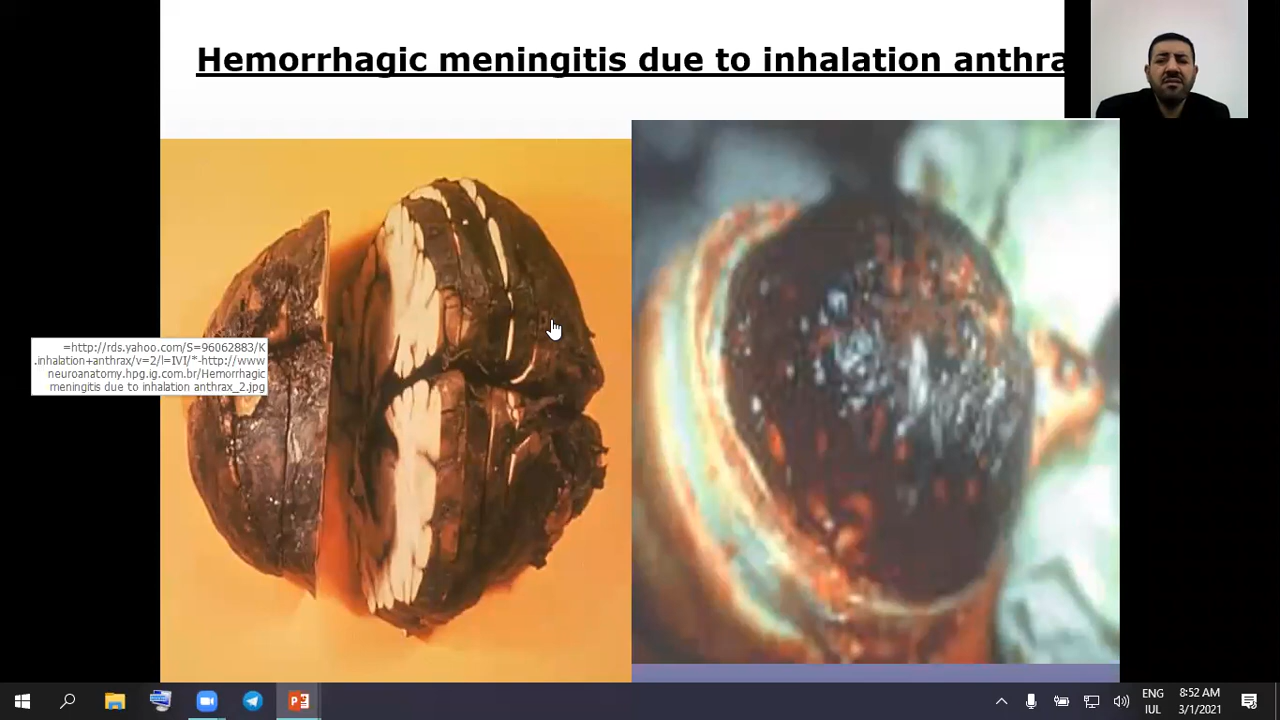 Hemorrhagic meningitis due to inhalation anthra
=http://rds.yahoo.com/S=96062883/K
.inhalation+anthrax/v=2/l=IVI/*-http://www
neuroanatomy.hpg.ig.com.br/Hemorrhagic
meningitis due to inhalation anthrax_2.jpg
ENG
IUL
8:52 AM
3/1/2021